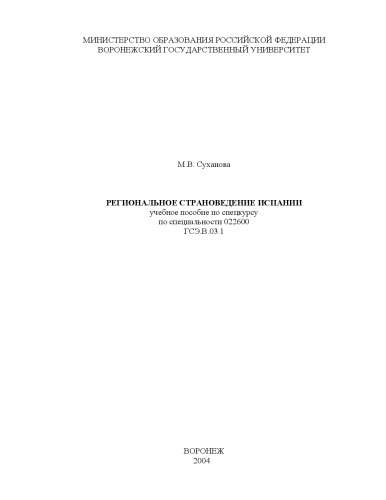 МИНИСТЕРСТВО ОБРАЗОВАНИЯ РОССИЙСКОЙ ФЕДЕРАЦИИ
ВОРОНЕЖСКИЙ ГОСУДАРСТВЕННЫЙ УНИВЕРСИТЕТ
М.В. Суханова
РЕГИОНАЛЬНОЕ СТРАНОВЕДЕНИЕ ИСПАНИИ
учебное пособие по спецкурсу
по специальности 022600
ГСЭ.В.03.1
ВОРОНЕЖ
2004